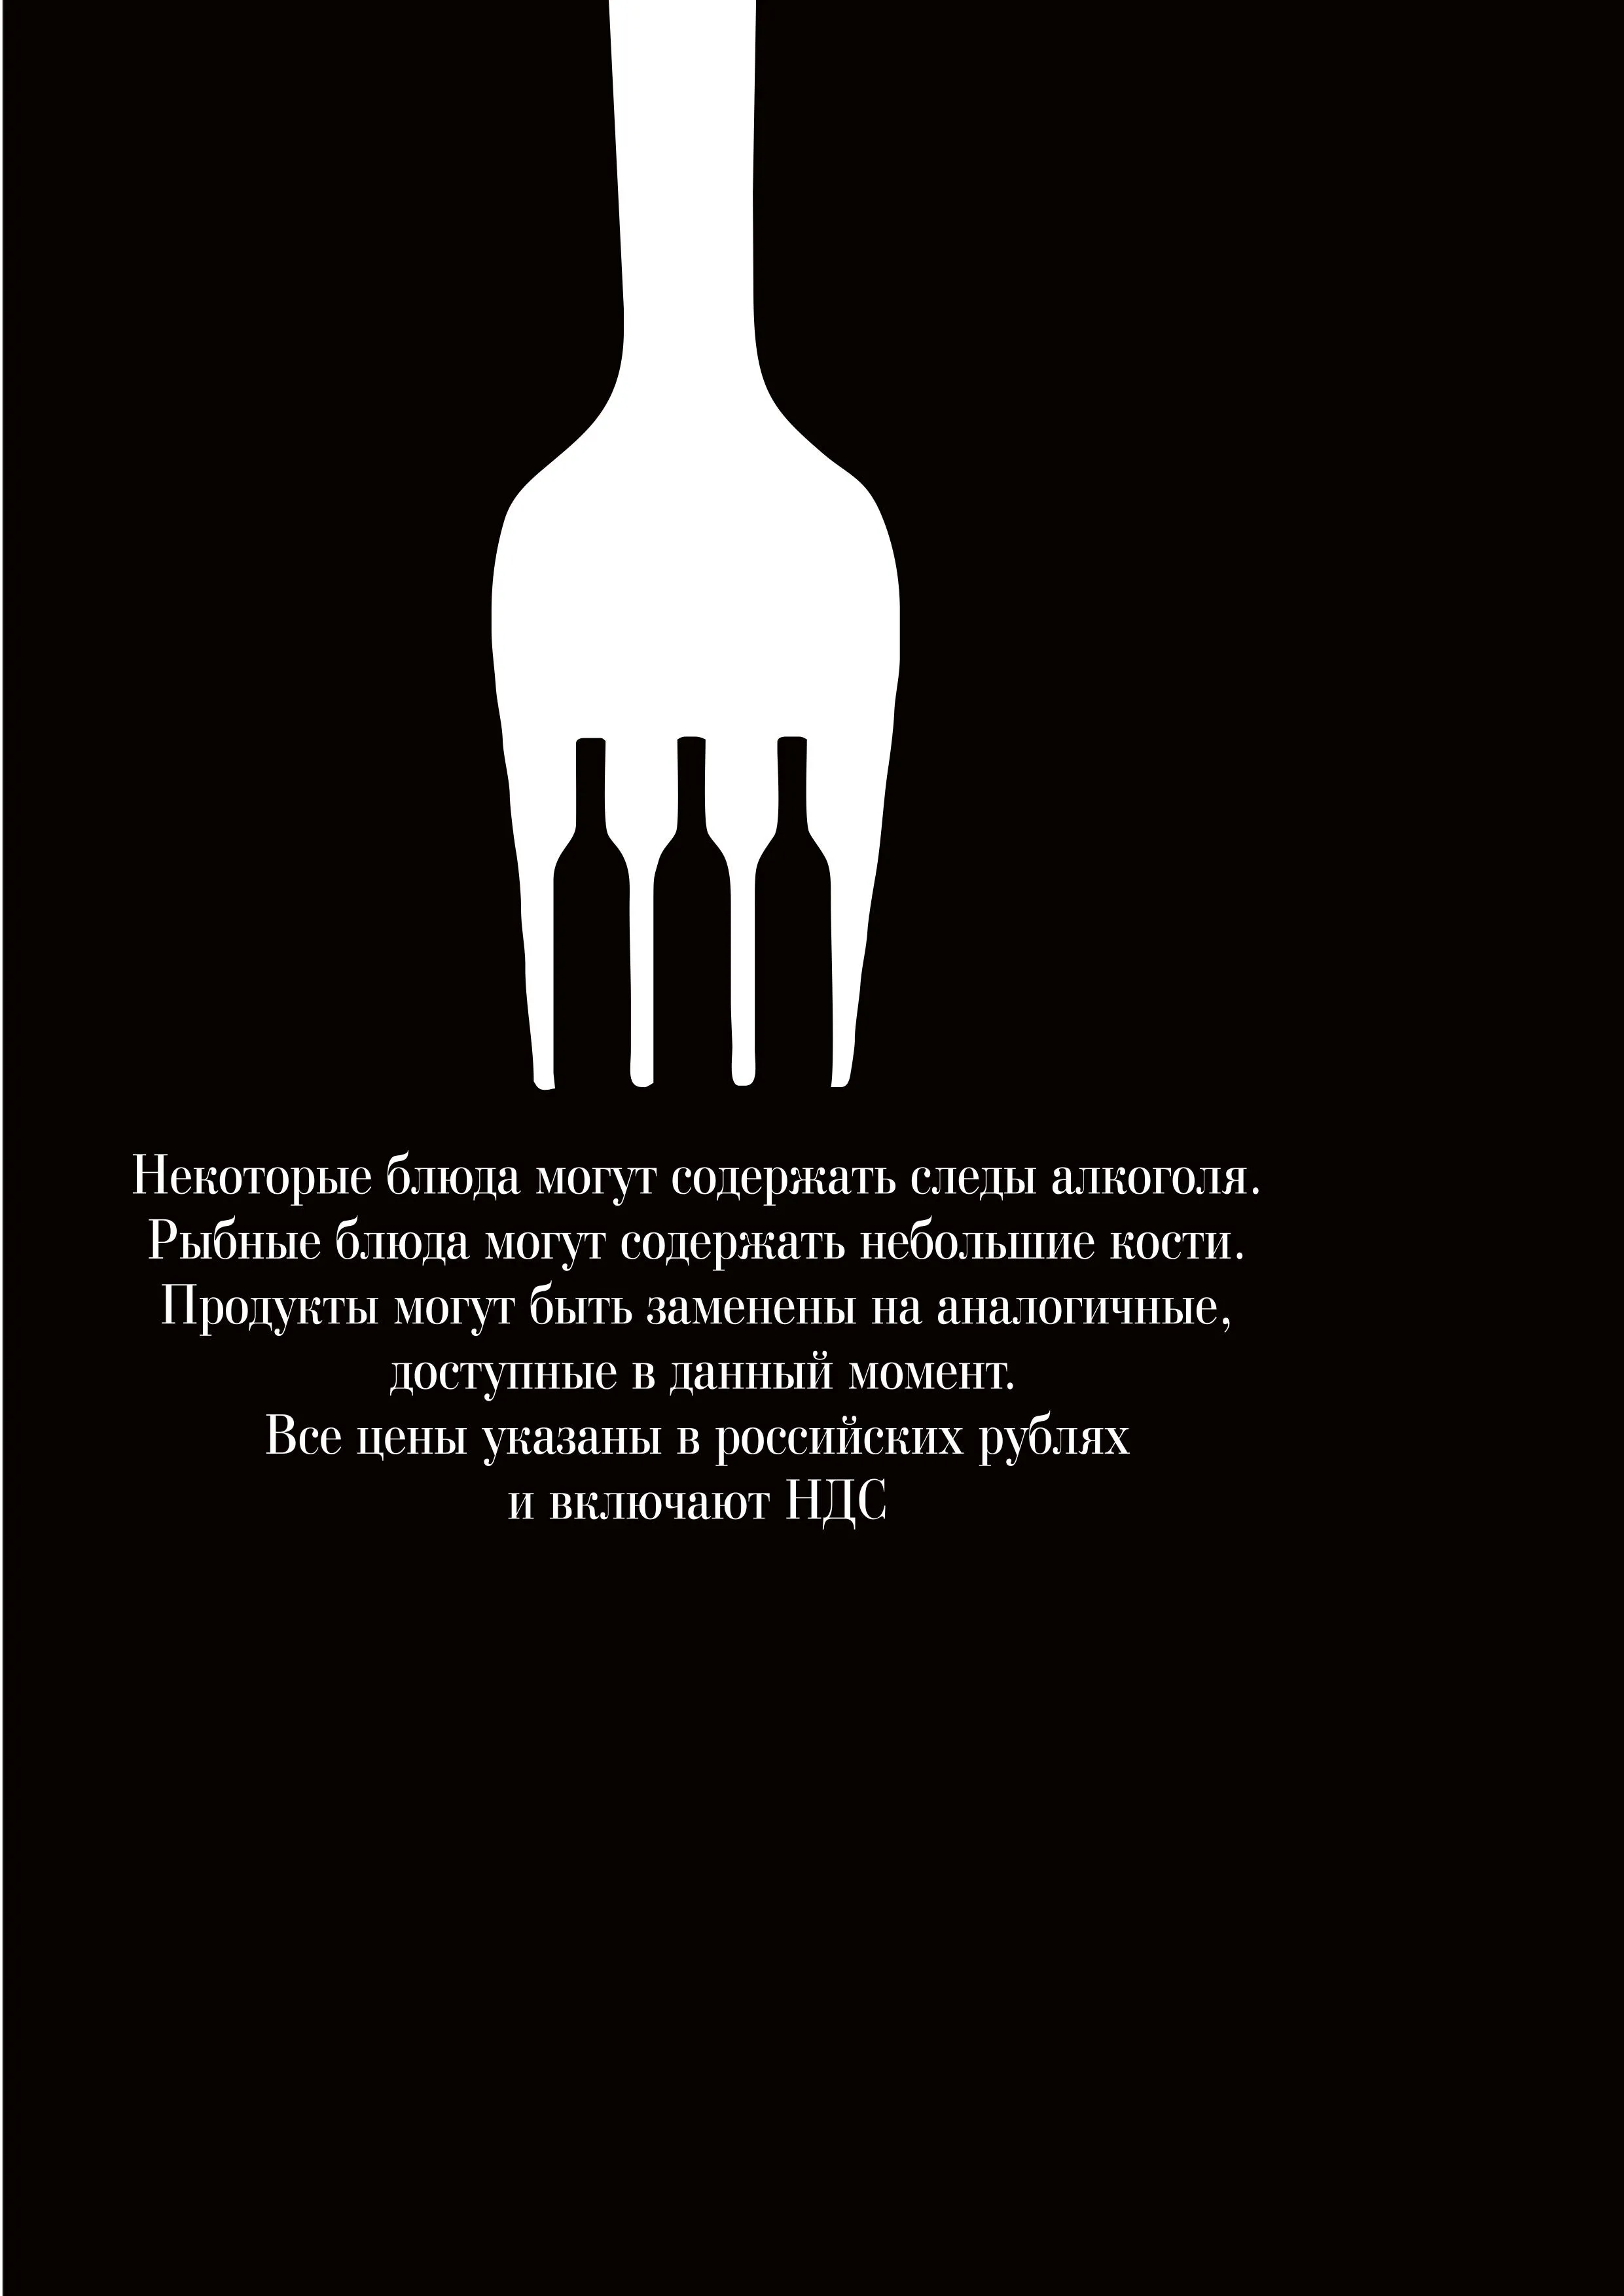 Некоторые блюда могут содержать следы алкоголя.
Рыбные блюда могут содержать небольшие кости.
Продукты могут быть заменены на аналогичные,
доступные в данный момент.
Все цены указаны в российских рублях
и включают НДС